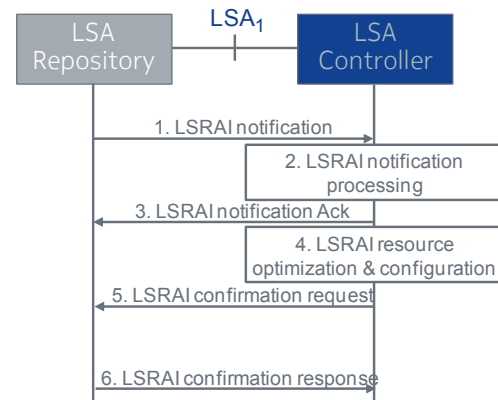 LSA
Repository
LSA₁
LSA
Controller
1. LSRAI notification
2. LSRAI notification
processing
3. LSRAI notification Ack
4. LSRAI resource
optimization & configuration
5. LSRAI confirmation request
6. LSRAI confirmation response